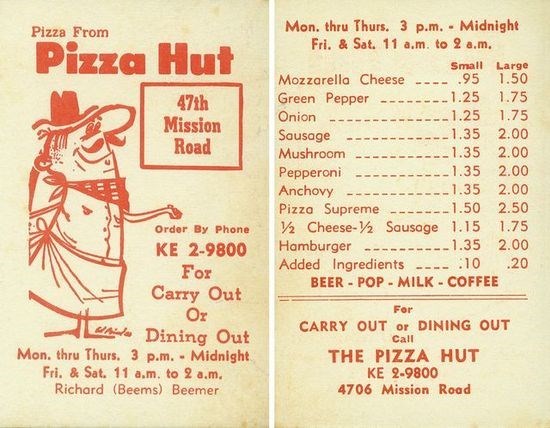 Pizza From
Pizza Hut
47th
Mission
Road
Order By Phone
KE 2-9800
For
Carry Out
Or
Dining Out
Mon. thru Thurs. 3 p.m. - Midnight
Fri. & Sat. 11 a.m. to 2 a.m.
Richard (Beems) Beemer
Mon. thru Thurs. 3 p.m. - Midnight
Fri. & Sat. 11 a.m. to 2 a.m.
Small Large
Mozzarella Cheese ---- .95 1.50
Green Pepper --------- 1.25 1.75
Onion --------------- 1.25 1.75
Sausage ------------- 1.35 2.00
Mushroom ----------- 1.35 2.00
Pepperoni ------------ 1.35 2.00
Anchovy ------------- 1.35 2.00
Pizza Supreme -------- 1.50 2.50
½ Cheese-½ Sausage 1.15 1.75
Hamburger ---------- 1.35 2.00
Added Ingredients ---- .10 .20
BEER - POP - MILK - COFFEE
For
CARRY OUT or DINING OUT
Call
THE PIZZA HUT
KE 2-9800
4706 Mission Road